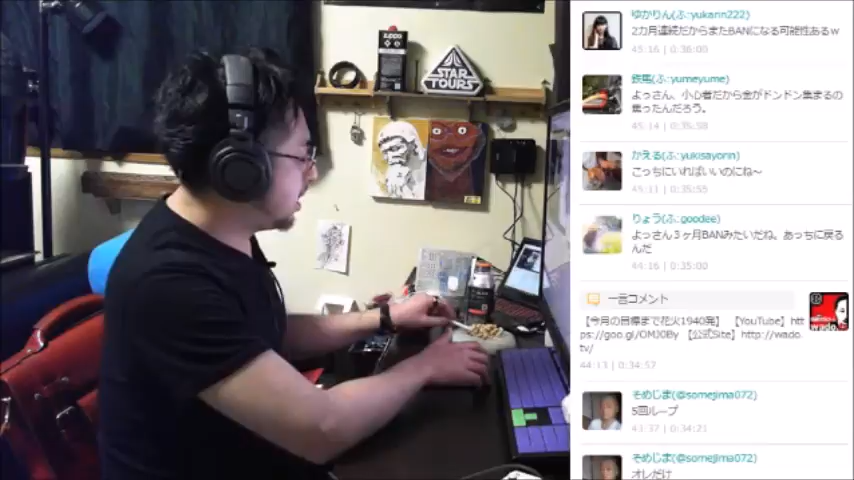 ZIPPO
STAR
TOURS
ゆかりん(ふ:yukarin222)
2カ月連続だからまたBANになる可能性あるw
45:16 | 0:36:00
鉄馬(ふ:yumeyume)
よっさん、小心者だから金がドンドン集まるの
焦ったんだろう。
45:14 | 0:35:58
かえる(ふ:yukisayorin)
こっちにいればいいのにね～
45:11 | 0:35:55
りょう(ふ:goodee)
よっさん３ヶ月BANみたいだね。あっちに戻る
んだ
44:16 | 0:35:00
一言コメント
【今月の目標まで花火1940発】 【YouTube】htt
ps://goo.gl/OMJ0By 【公式Site】http://wado.
tv/
44:13 | 0:34:57
wado.
そめじま(@somejima072)
5回ループ
43:37 | 0:34:21
そめじま(@somejima072)
オレだけ